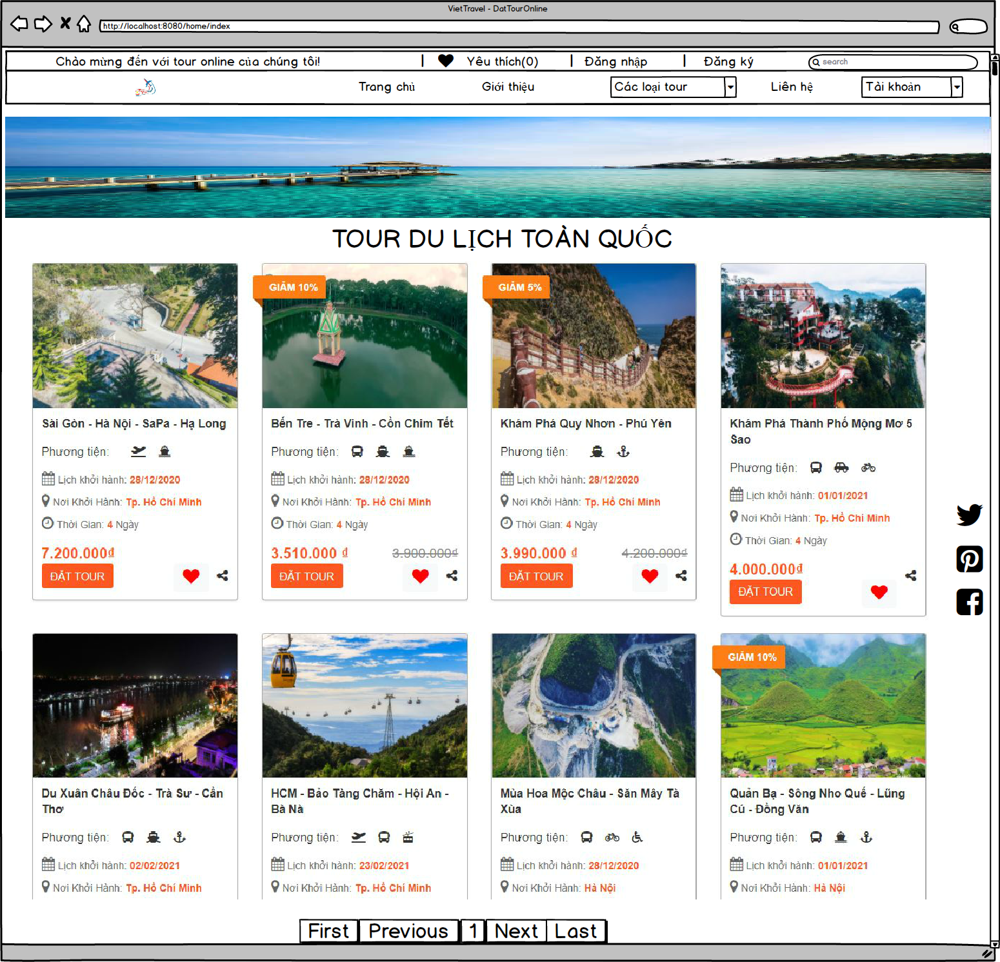 VietTravel - DatTourOnline
http://localhost:8080/home/index
Chào mừng đến với tour online của chúng tôi!
| Yêu thích(0) | Đăng nhập | Đăng ký
search
Trang chủ Giới thiệu Các loại tour Liên hệ Tài khoản
TOUR DU LỊCH TOÀN QUỐC
Sài Gòn - Hà Nội - SaPa - Hạ Long
Phương tiện:
Lịch khởi hành: 28/12/2020
Nơi Khởi Hành: Tp. Hồ Chí Minh
Thời Gian: 4 Ngày
7.200.000₫
ĐẶT TOUR
GIẢM 10%
Bến Tre - Trà Vinh - Cồn Chim Tết
Phương tiện:
Lịch khởi hành: 28/12/2020
Nơi Khởi Hành: Tp. Hồ Chí Minh
Thời Gian: 4 Ngày
3.510.000 ₫ 3.900.000₫
ĐẶT TOUR
GIẢM 5%
Khám Phá Quy Nhơn - Phú Yên
Phương tiện:
Lịch khởi hành: 28/12/2020
Nơi Khởi Hành: Tp. Hồ Chí Minh
Thời Gian: 4 Ngày
3.990.000 ₫ 4.200.000₫
ĐẶT TOUR
Khám Phá Thành Phố Mộng Mơ 5
Sao
Phương tiện:
Lịch khởi hành: 01/01/2021
Nơi Khởi Hành: Tp. Hồ Chí Minh
Thời Gian: 4 Ngày
4.000.000₫
ĐẶT TOUR
Du Xuân Châu Đốc - Trà Sư - Cần
Thơ
Phương tiện:
Lịch khởi hành: 02/02/2021
Nơi Khởi Hành: Tp. Hồ Chí Minh
HCM - Bảo Tàng Chăm - Hội An -
Bà Nà
Phương tiện:
Lịch khởi hành: 23/02/2021
Nơi Khởi Hành: Tp. Hồ Chí Minh
Mùa Hoa Mộc Châu - Săn Mây Tà
Xùa
Phương tiện:
Lịch khởi hành: 28/12/2020
Nơi Khởi Hành: Hà Nội
GIẢM 10%
Quản Bạ - Sông Nho Quế - Lũng
Cú - Đồng Văn
Phương tiện:
Lịch khởi hành: 01/01/2021
Nơi Khởi Hành: Hà Nội
First Previous 1 Next Last